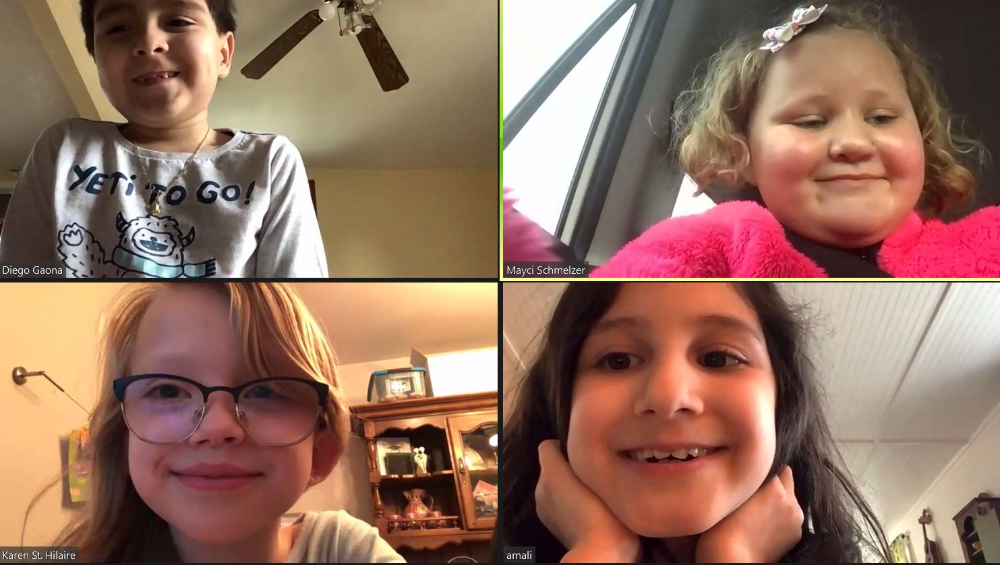 YETI TO GO!
Diego Gaona
Mayci Schmelzer
Karen St. Hilaire
amali